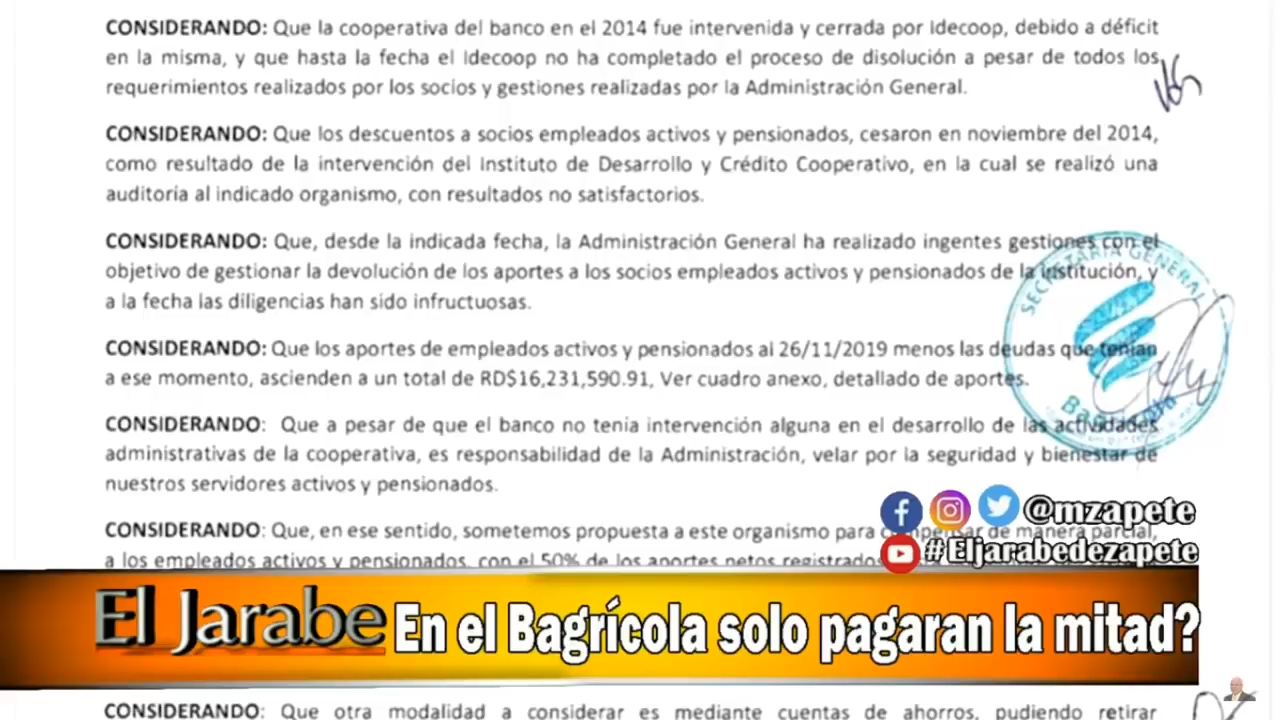 CONSIDERANDO: Que la cooperativa del banco en el 2014 fue intervenida y cerrada por Idecoop, debido a déficit
en la misma, y que hasta la fecha el Idecoop no ha completado el proceso de disolución a pesar de todos los
requerimientos realizados por los socios y gestiones realizadas por la Administración General.
CONSIDERANDO: Que los descuentos a socios empleados activos y pensionados, cesaron en noviembre del 2014,
como resultado de la intervención del Instituto de Desarrollo y Crédito Cooperativo, en la cual se realizó una
auditoría al indicado organismo, con resultados no satisfactorios.
CONSIDERANDO: Que, desde la indicada fecha, la Administración General ha realizado ingentes gestiones con el
objetivo de gestionar la devolución de los aportes a los socios empleados activos y pensionados de la institución, y
a la fecha las diligencias han sido infructuosas.
SECRETARIA GENERAL
CONSIDERANDO: Que los aportes de empleados activos y pensionados al 26/11/2019 menos las deudas que tenían
a ese momento, ascienden a un total de RD$16,231,590.91, Ver cuadro anexo, detallado de aportes.
Bagrícola
CONSIDERANDO: Que a pesar de que el banco no tenía intervención alguna en el desarrollo de las actividades
administrativas de la cooperativa, es responsabilidad de la Administración, velar por la seguridad y bienestar de
nuestros servidores activos y pensionados.
@mzapete
CONSIDERANDO: Que, en ese sentido, sometemos propuesta a este organismo para compensar de manera parcial,
#Eljarabedezapete
a los empleados activos y pensionados, con el 50% de los aportes netos registrados
El Jarabe En el Bagrícola solo pagaran la mitad?
CONSIDERANDO: Que otra modalidad a considerar es mediante cuentas de ahorros, pudiendo retirar